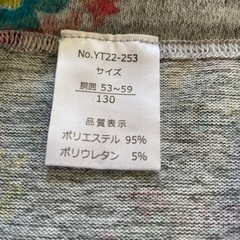 No.YT22-253
サイズ
胴囲 53~59
130
品質表示
ポリエステル 95%
ポリウレタン 5%